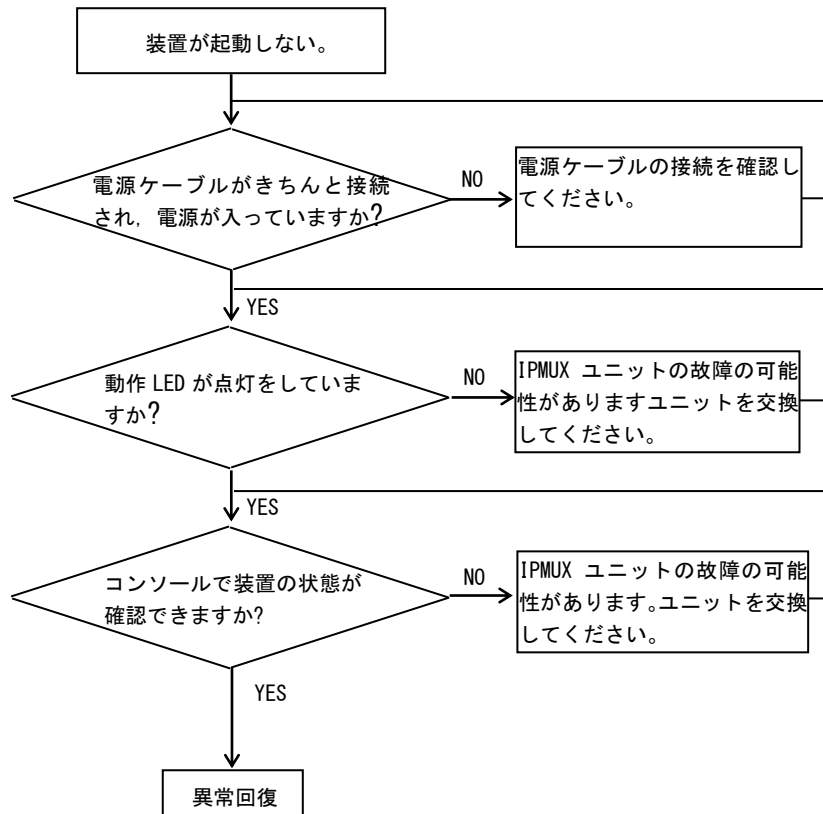 装置が起動しない。
電源ケーブルがきちんと接続
され, 電源が入っていますか?
NO
電源ケーブルの接続を確認し
てください。
YES
動作 LED が点灯をしていま
すか?
NO
IPMUX ユニットの故障の可能
性がありますユニットを交換
してください。
YES
コンソールで装置の状態が
確認できますか?
NO
IPMUX ユニットの故障の可能
性があります。ユニットを交換
してください。
YES
異常回復